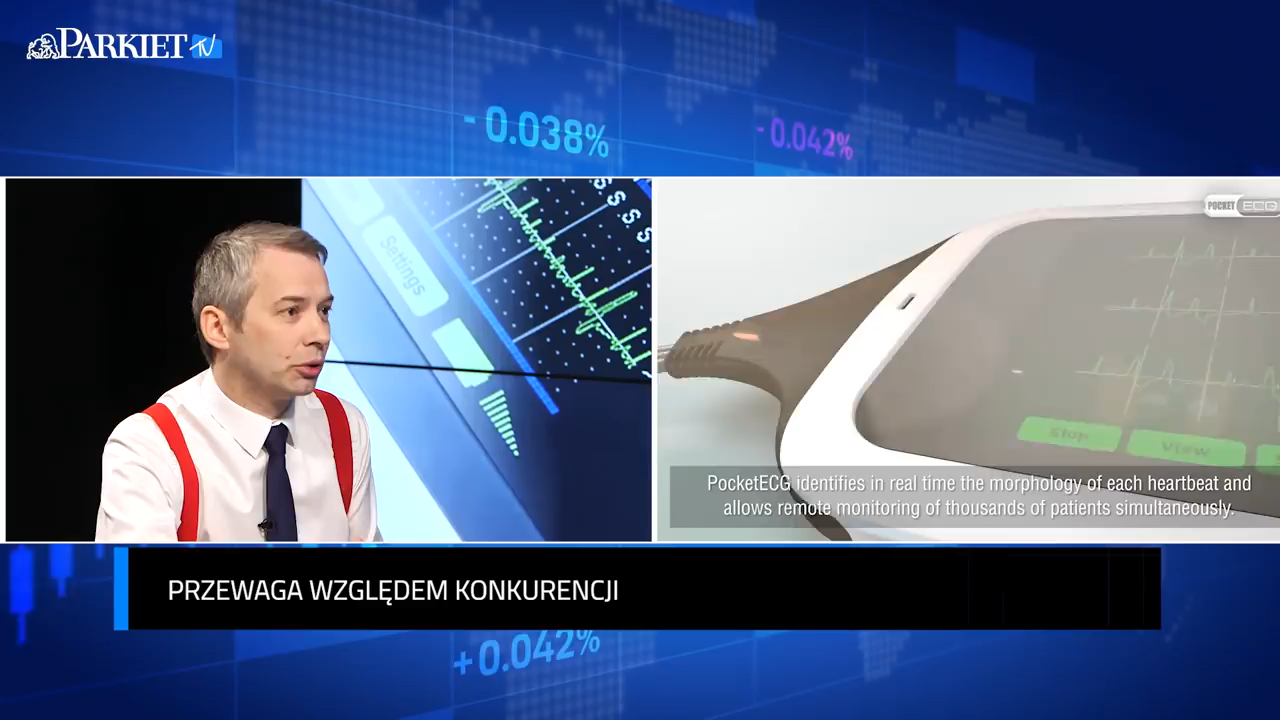 PARKIET TV
- 0.038%
- 0.042%
Settings
S S S S
POCKET ECG
Stop
View
PocketECG identifies in real time the morphology of each heartbeat and
allows remote monitoring of thousands of patients simultaneously.
PRZEWAGA WZGLĘDEM KONKURENCJI
+0.042%